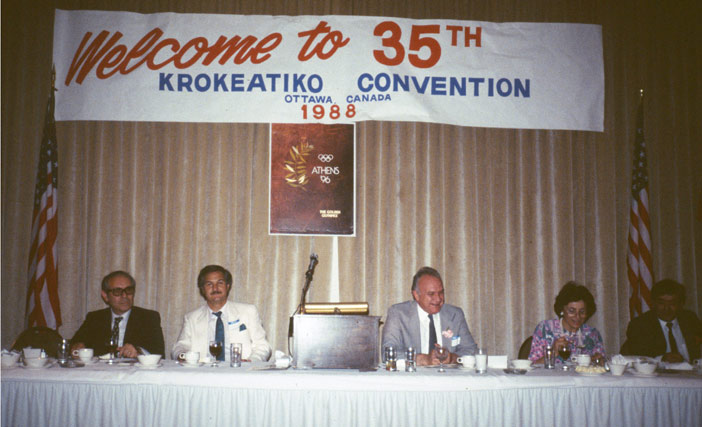 Welcome to 35TH
KROKEATIKO CONVENTION
OTTAWA, CANADA
1988
ATHENS
'96